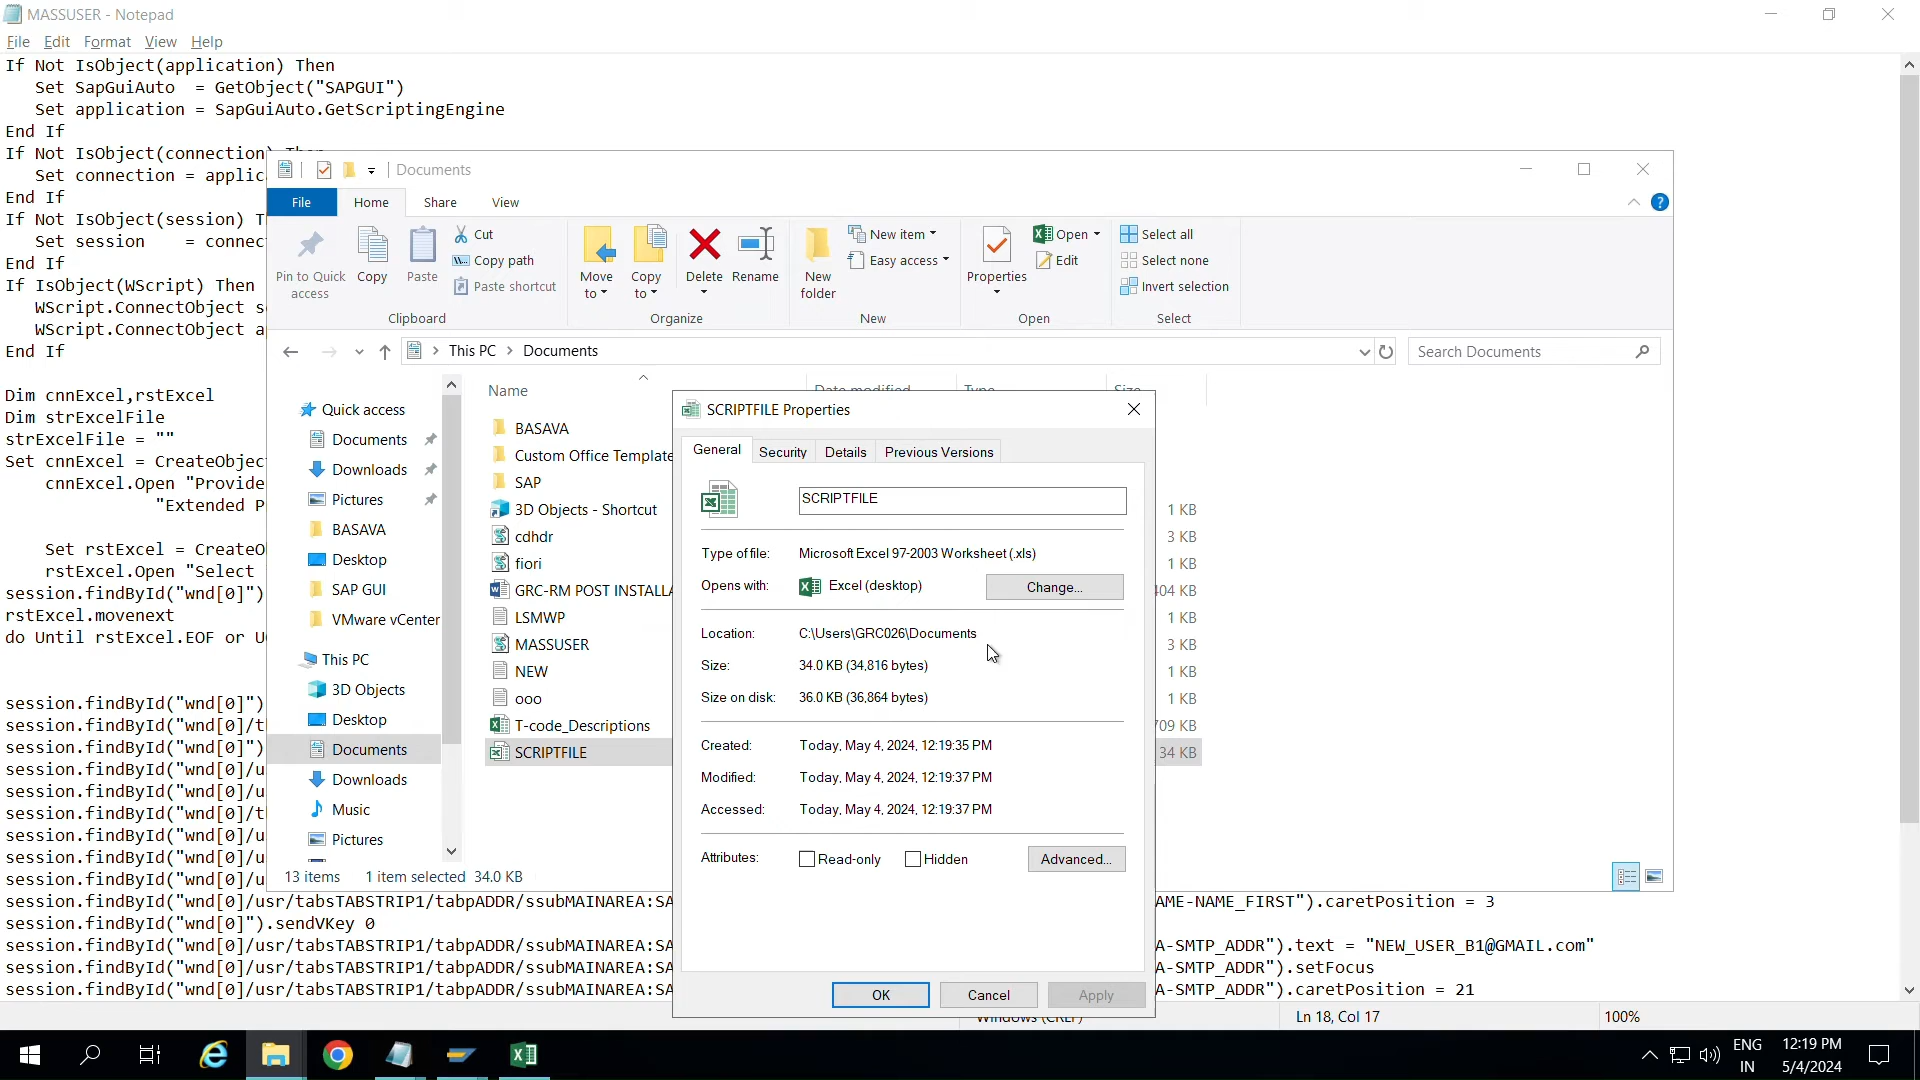 MASSUSER - Notepad
File Edit Format View Help
If Not IsObject(application) Then
Set SapGuiAuto = GetObject("SAPGUI")
Set application = SapGuiAuto.GetScriptingEngine
End If
If Not IsObject(connection) Then
Set connection = applic
End If
If Not IsObject(session) T
Set session = connec
End If
If IsObject(WScript) Then
WScript.ConnectObject s
WScript.ConnectObject a
End If
Dim cnnExcel,rstExcel
Dim strExcelFile
strExcelFile = ""
Set cnnExcel = CreateObjec
cnnExcel.Open "Provide
"Extended P
Set rstExcel = CreateO
rstExcel.Open "Select
session.findById("wnd[0]")
rstExcel.movenext
do Until rstExcel.EOF or U
session.findById("wnd[0]")
session.findById("wnd[0]/t
session.findById("wnd[0]")
session.findById("wnd[0]/u
session.findById("wnd[0]/u
session.findById("wnd[0]/t
session.findById("wnd[0]/u
session.findById("wnd[0]/u
session.findById("wnd[0]/u
session.findById("wnd[0]/usr/tabsTABSTRIP1/tabpADDR/ssubMAINAREA:SA AME-NAME_FIRST").caretPosition = 3
session.findById("wnd[0]").sendVKey 0
session.findById("wnd[0]/usr/tabsTABSTRIP1/tabpADDR/ssubMAINAREA:SA A-SMTP_ADDR").text = "NEW_USER_B1@GMAIL.com"
session.findById("wnd[0]/usr/tabsTABSTRIP1/tabpADDR/ssubMAINAREA:SA A-SMTP_ADDR").setFocus
session.findById("wnd[0]/usr/tabsTABSTRIP1/tabpADDR/ssubMAINAREA:SA A-SMTP_ADDR").caretPosition = 21
Windows (CRLF) Ln 18, Col 17 100%
Documents
File Home Share View
Pin to Quick access
Copy
Paste
Cut
Copy path
Paste shortcut
Clipboard
Move to
Copy to
Delete
Rename
Organize
New folder
New item
Easy access
New
Properties
Open
Edit
Open
Select all
Select none
Invert selection
Select
This PC > Documents
Search Documents
Quick access
Documents
Downloads
Pictures
BASAVA
Desktop
SAP GUI
VMware vCenter
This PC
3D Objects
Desktop
Documents
Downloads
Music
Pictures
Name Date modified Type Size
BASAVA
Custom Office Template
SAP
3D Objects - Shortcut 1 KB
cdhdr 3 KB
fiori 1 KB
GRC-RM POST INSTALLA 404 KB
LSMWP 1 KB
MASSUSER 3 KB
NEW 1 KB
ooo 1 KB
T-code_Descriptions 709 KB
SCRIPTFILE 34 KB
13 items 1 item selected 34.0 KB
SCRIPTFILE Properties
General Security Details Previous Versions
SCRIPTFILE
Type of file: Microsoft Excel 97-2003 Worksheet (.xls)
Opens with: Excel (desktop) Change...
Location: C:\Users\GRC026\Documents
Size: 34.0 KB (34,816 bytes)
Size on disk: 36.0 KB (36,864 bytes)
Created: Today, May 4, 2024, 12:19:35 PM
Modified: Today, May 4, 2024, 12:19:37 PM
Accessed: Today, May 4, 2024, 12:19:37 PM
Attributes: Read-only Hidden Advanced...
OK Cancel Apply
ENG
IN
12:19 PM
5/4/2024